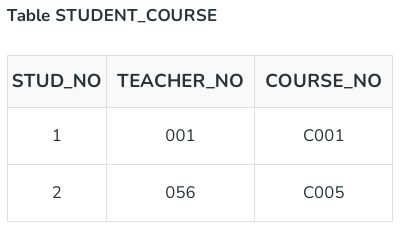 Table STUDENT_COURSE
STUD_NO TEACHER_NO COURSE_NO
1 001 C001
2 056 C005